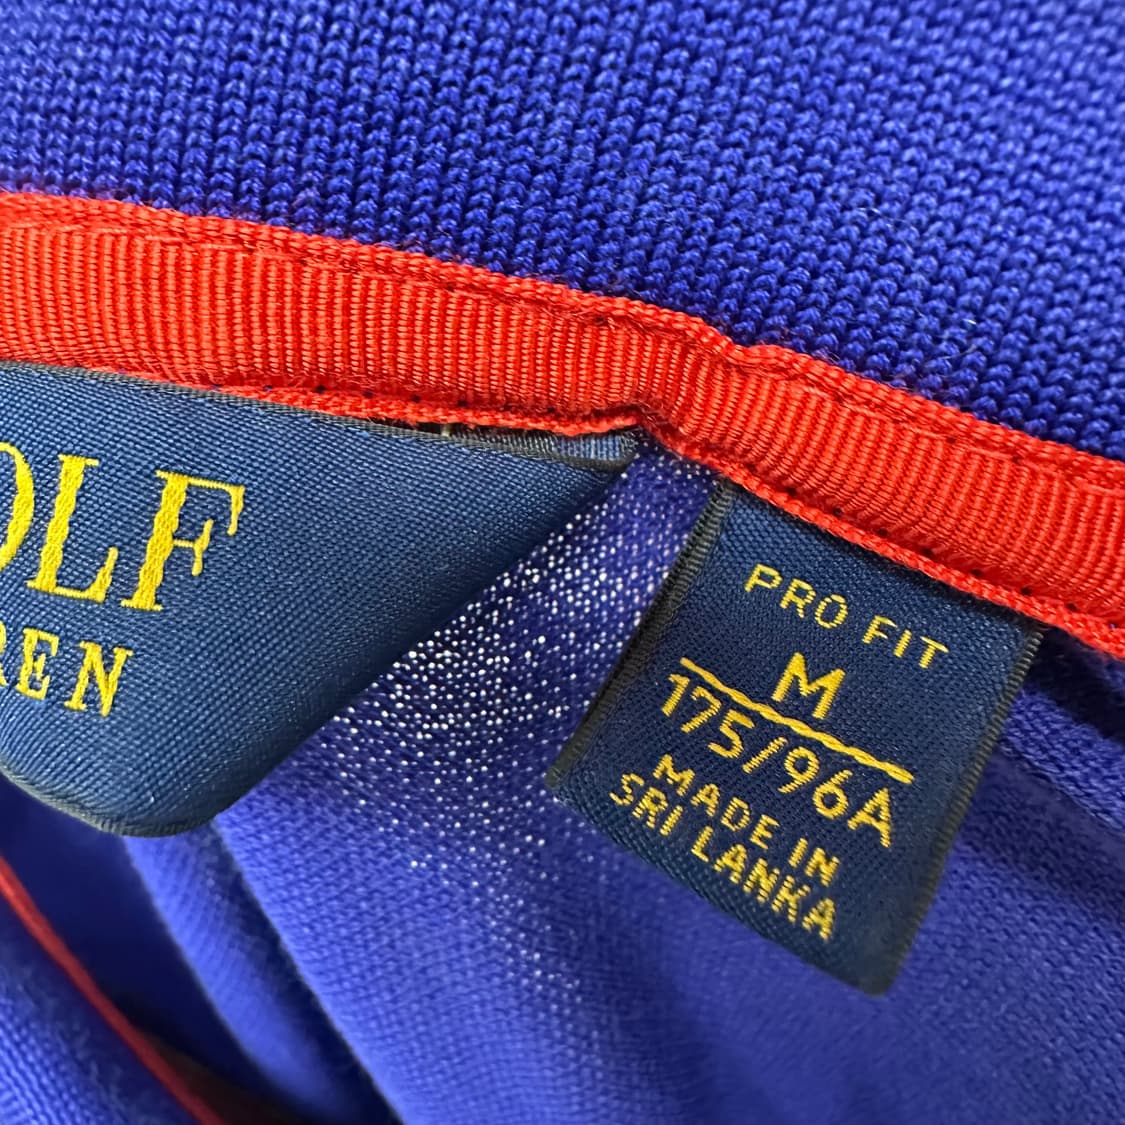 OLF
REN
PRO FIT
M
175/96A
MADE IN
SRI LANKA